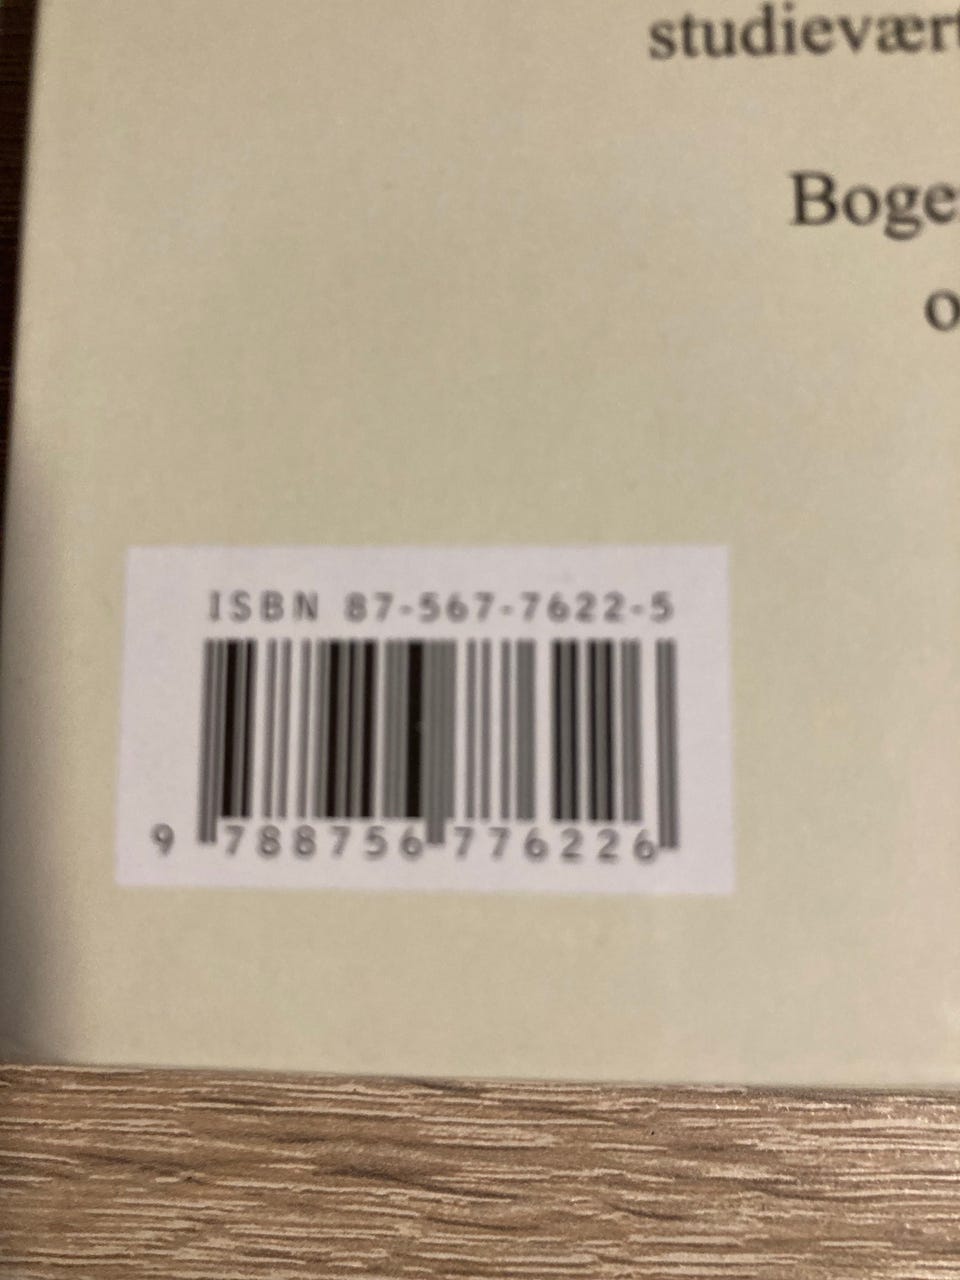 studievært
Boge
o
ISBN 87-567-7622-5
9 788756 776226